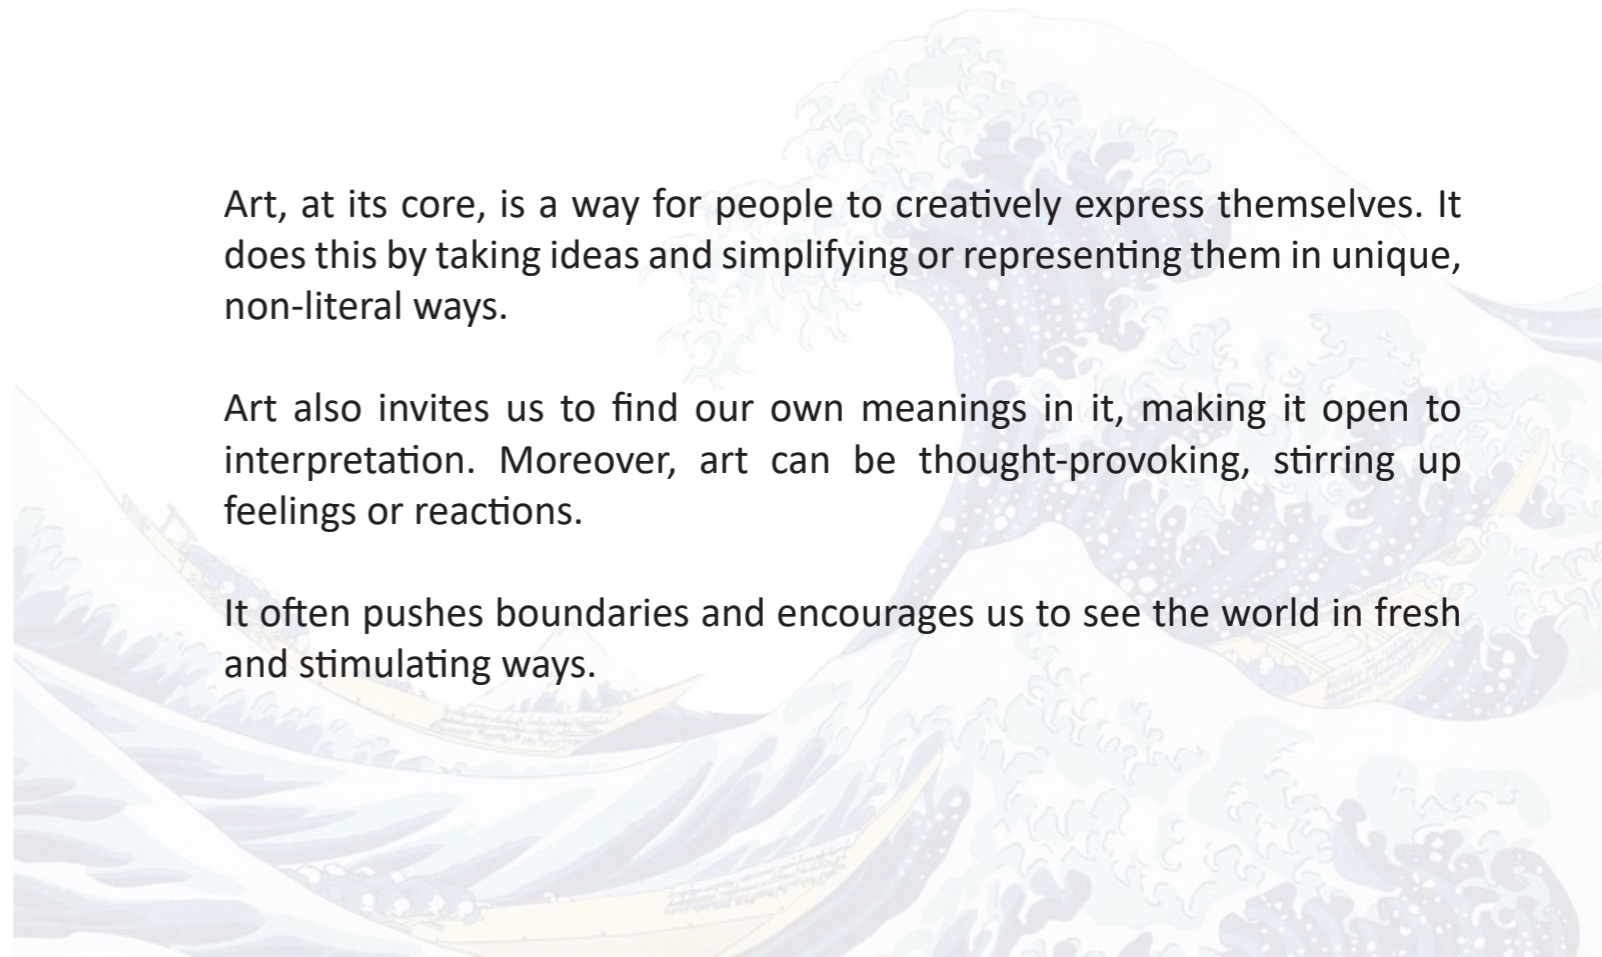 Art, at its core, is a way for people to creatively express themselves. It
does this by taking ideas and simplifying or representing them in unique,
non-literal ways.
Art also invites us to find our own meanings in it, making it open to
interpretation. Moreover, art can be thought-provoking, stirring up
feelings or reactions.
It often pushes boundaries and encourages us to see the world in fresh
and stimulating ways.